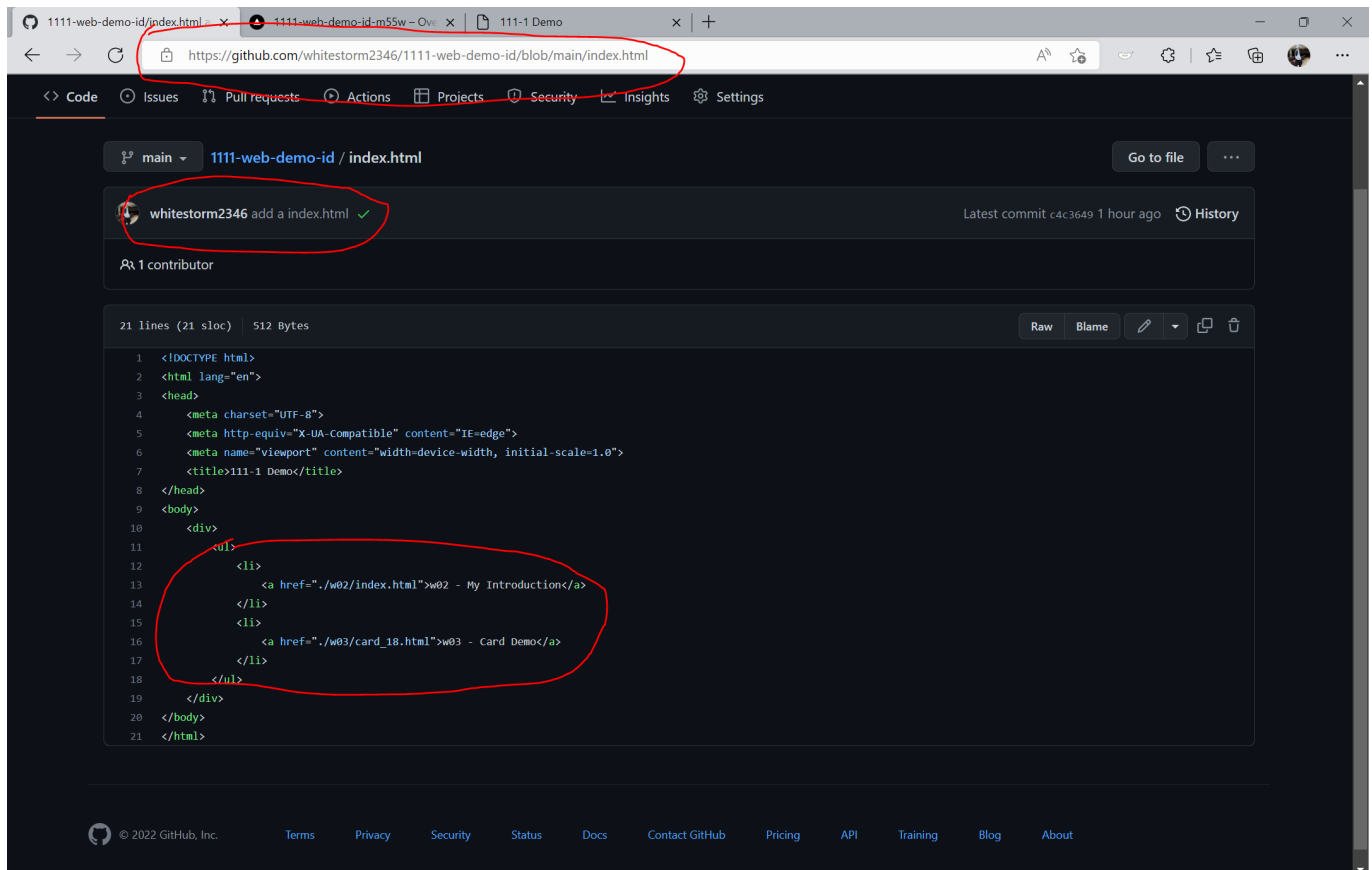 1111-web-demo-id/index.html a
1111-web-demo-id-m55w – Ove
111-1 Demo
https://github.com/whitestorm2346/1111-web-demo-id/blob/main/index.html
Code Issues Pull requests Actions Projects Security Insights Settings
main 1111-web-demo-id / index.html Go to file ...
whitestorm2346 add a index.html Latest commit c4c3649 1 hour ago History
1 contributor
21 lines (21 sloc) 512 Bytes Raw Blame
1 <!DOCTYPE html>
2 <html lang="en">
3 <head>
4 <meta charset="UTF-8">
5 <meta http-equiv="X-UA-Compatible" content="IE=edge">
6 <meta name="viewport" content="width=device-width, initial-scale=1.0">
7 <title>111-1 Demo</title>
8 </head>
9 <body>
10 <div>
11 <ul>
12 <li>
13 <a href="./w02/index.html">w02 - My Introduction</a>
14 </li>
15 <li>
16 <a href="./w03/card_18.html">w03 - Card Demo</a>
17 </li>
18 </ul>
19 </div>
20 </body>
21 </html>
© 2022 GitHub, Inc. Terms Privacy Security Status Docs Contact GitHub Pricing API Training Blog About